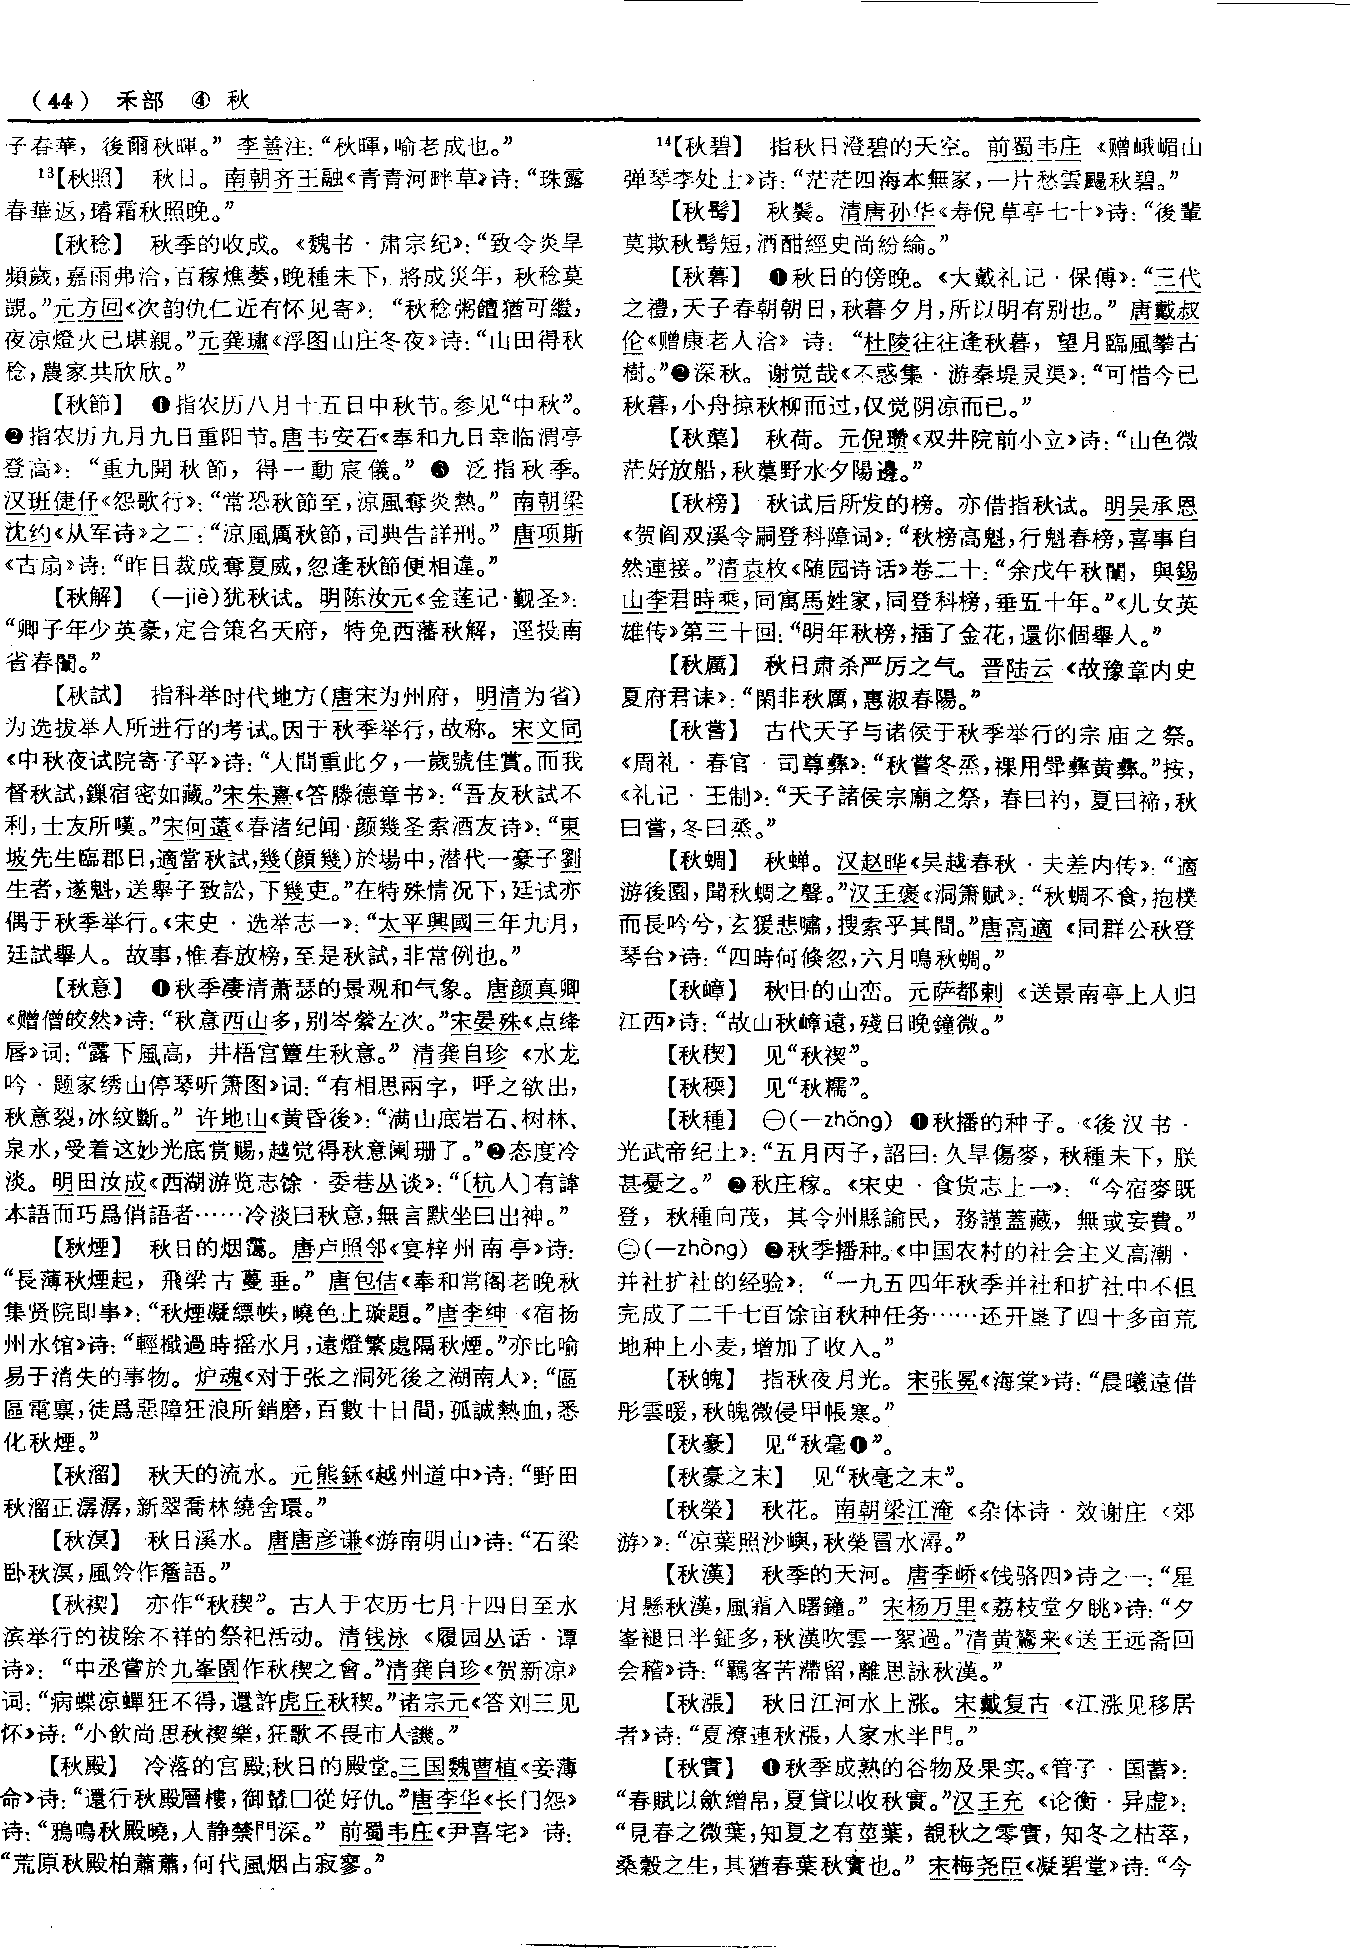 （44） 禾部 ④ 秋
子春華，後爾秋暉。”李善注：“秋暉，喻老成也。”
13【秋照】 秋日。南朝齐王融《青青河畔草》诗：“珠露
春華返，璿霜秋照晚。”
【秋稔】 秋季的收成。《魏书·肃宗纪》：“致令炎旱
頻歲，嘉雨弗洽，百稼燋萎，晚種未下，將成災年，秋稔莫
覬。”元方回《次韵仇仁近有怀见寄》：“秋稔粥饘猶可繼，
夜凉燈火已堪親。”元龚璛《浮图山庄冬夜》诗：“山田得秋
稔，農家共欣欣。”
【秋節】 ❶指农历八月十五日中秋节。参见“中秋”。
❷指农历九月九日重阳节。唐韦安石《奉和九日幸临渭亭
登高》：“重九開秋節，得一動宸儀。”❸泛指秋季。
汉班倢伃《怨歌行》：“常恐秋節至，凉風奪炎熱。”南朝梁
沈约《从军诗》之二：“凉風厲秋節，司典告詳刑。”唐项斯
《古扇》诗：“昨日裁成奪夏威，忽逢秋節便相違。”
【秋解】 （—jiè）犹秋试。明陈汝元《金莲记·觐圣》：
“卿子年少英豪，定合策名天府，特免西藩秋解，逕投南
省春闈。”
【秋試】 指科举时代地方（唐宋为州府，明清为省）
为选拔举人所进行的考试。因于秋季举行，故称。宋文同
《中秋夜试院寄子平》诗：“人間重此夕，一歲號佳賞。而我
督秋試，鏁宿密如藏。”宋朱熹《答滕德章书》：“吾友秋試不
利，士友所嘆。”宋何薳《春渚纪闻·颜幾圣索酒友诗》：“東
坡先生臨郡日，適當秋試，幾（顔幾）於場中，潜代一豪子劉
生者，遂魁，送舉子致訟，下幾吏。”在特殊情况下，廷试亦
偶于秋季举行。《宋史·选举志一》：“太平興國三年九月，
廷試舉人。故事，惟春放榜，至是秋試，非常例也。”
【秋意】 ❶秋季凄清萧瑟的景观和气象。唐颜真卿
《赠僧皎然》诗：“秋意西山多，别岑縈左次。”宋晏殊《点绛
唇》词：“露下風高，井梧宫簟生秋意。”清龚自珍《水龙
吟·题家绣山停琴听箫图》词：“有相思兩字，呼之欲出，
秋意裂，冰紋斷。”许地山《黄昏後》：“满山底岩石、树林、
泉水，受着这妙光底赏赐，越觉得秋意阑珊了。”❷态度冷
淡。明田汝成《西湖游览志馀·委巷丛谈》：“〔杭人〕有諱
本語而巧爲俏語者……冷淡曰秋意，無言默坐曰出神。”
【秋煙】 秋日的烟霭。唐卢照邻《宴梓州南亭》诗：
“長薄秋煙起，飛梁古蔓垂。”唐包佶《奉和常阁老晚秋
集贤院即事》：“秋煙凝縹帙，曉色上璇題。”唐李绅《宿扬
州水馆》诗：“輕檝過時摇水月，遠燈繁處隔秋煙。”亦比喻
易于消失的事物。炉魂《对于张之洞死後之湖南人》：“區
區電禀，徒爲惡障狂浪所銷磨，百數十日間，孤誠熱血，悉
化秋煙。”
【秋溜】 秋天的流水。元熊鉌《越州道中》诗：“野田
秋溜正潺潺，新翠喬林繞舍環。”
【秋溟】 秋日溪水。唐唐彦谦《游南明山》诗：“石梁
卧秋溟，風笭作簷語。”
【秋禊】 亦作“秋楔”。古人于农历七月十四日至水
滨举行的祓除不祥的祭祀活动。清钱泳《履园丛话·谭
诗》：“中丞嘗於九峯園作秋楔之會。”清龚自珍《贺新凉》
词：“病蝶凉蟬狂不得，還許虎丘秋禊。”诸宗元《答刘三见
怀》诗：“小飲尚思秋禊樂，狂歌不畏市人譏。”
【秋殿】 冷落的宫殿；秋日的殿堂。三国魏曹植《妾薄
命》诗：“還行秋殿層樓，御輦□從好仇。”唐李华《长门怨》
诗：“鴉鳴秋殿曉，人静禁門深。”前蜀韦庄《尹喜宅》诗：
“荒原秋殿柏蕭蕭，何代風烟占寂寥。”
14【秋碧】 指秋日澄碧的天空。前蜀韦庄《赠峨嵋山
弹琴李处士》诗：“茫茫四海本無家，一片愁雲颺秋碧。”
【秋髩】 秋鬓。清唐孙华《寿倪草亭七十》诗：“後輩
莫欺秋髩短，酒酣經史尚紛綸。”
【秋暮】 ❶秋日的傍晚。《大戴礼记·保傅》：“三代
之禮，天子春朝朝日，秋暮夕月，所以明有别也。”唐戴叔
伦《赠康老人洽》诗：“杜陵往往逢秋暮，望月臨風攀古
樹。”❷深秋。谢觉哉《不惑集·游秦堤灵渠》：“可惜今已
秋暮，小舟掠秋柳而过，仅觉阴凉而已。”
【秋蕖】 秋荷。元倪瓒《双井院前小立》诗：“山色微
茫好放船，秋蕖野水夕陽邊。”
【秋榜】 秋试后所发的榜。亦借指秋试。明吴承恩
《贺阎双溪令嗣登科障词》：“秋榜高魁，行魁春榜，喜事自
然連接。”清袁枚《随园诗话》卷二十：“余戊午秋闈，與錫
山李君時乘，同寓馬姓家，同登科榜，垂五十年。”《儿女英
雄传》第三十回：“明年秋榜，插了金花，還你個舉人。”
【秋厲】 秋日肃杀严厉之气。晋陆云《故豫章内史
夏府君诔》：“閑非秋厲，惠淑春陽。”
【秋嘗】 古代天子与诸侯于秋季举行的宗庙之祭。
《周礼·春官·司尊彝》：“秋嘗冬烝，裸用斝彝黄彝。”按，
《礼记·王制》：“天子諸侯宗廟之祭，春曰礿，夏曰禘，秋
曰嘗，冬曰烝。”
【秋蜩】 秋蝉。汉赵晔《吴越春秋·夫差内传》：“適
游後園，聞秋蜩之聲。”汉王褒《洞箫赋》：“秋蜩不食，抱樸
而長吟兮，玄猨悲嘯，搜索乎其間。”唐高適《同群公秋登
琴台》诗：“四時何倏忽，六月鳴秋蜩。”
【秋嶂】 秋日的山峦。元萨都剌《送景南亭上人归
江西》诗：“故山秋嶂遠，殘日晚鐘微。”
【秋楔】 见“秋禊”。
【秋稬】 见“秋糯”。
【秋種】 ㊀（—zhǒng）❶秋播的种子。《後汉书·
光武帝纪上》：“五月丙子，詔曰：久旱傷麥，秋種未下，朕
甚憂之。”❷秋庄稼。《宋史·食货志上一》：“今宿麥既
登，秋種向茂，其令州縣諭民，務謹蓋藏，無或妄費。”
㊁（—zhòng）❷秋季播种。《中国农村的社会主义高潮·
并社扩社的经验》：“一九五四年秋季并社和扩社中不但
完成了二千七百馀亩秋种任务……还开垦了四十多亩荒
地种上小麦，增加了收入。”
【秋魄】 指秋夜月光。宋张冕《海棠》诗：“晨曦遠借
彤雲暖，秋魄微侵甲帳寒。”
【秋豪】 见“秋毫❶”。
【秋豪之末】 见“秋毫之末”。
【秋榮】 秋花。南朝梁江淹《杂体诗·效谢庄〈郊
游〉》：“凉葉照沙嶼，秋榮冒水潯。”
【秋漢】 秋季的天河。唐李峤《饯骆四》诗之一：“星
月懸秋漢，風霜入曙鐘。”宋杨万里《荔枝堂夕眺》诗：“夕
峯褪日半鉦多，秋漢吹雲一絮過。”清黄鷟来《送王远斋回
会稽》诗：“羈客苦滯留，離思詠秋漢。”
【秋漲】 秋日江河水上涨。宋戴复古《江涨见移居
者》诗：“夏潦連秋漲，人家水半門。”
【秋實】 ❶秋季成熟的谷物及果实。《管子·国蓄》：
“春賦以斂繒帛，夏貸以收秋實。”汉王充《论衡·异虚》：
“見春之微葉，知夏之有莖葉，覩秋之零實，知冬之枯萃，
桑穀之生，其猶春葉秋實也。”宋梅尧臣《凝碧堂》诗：“今